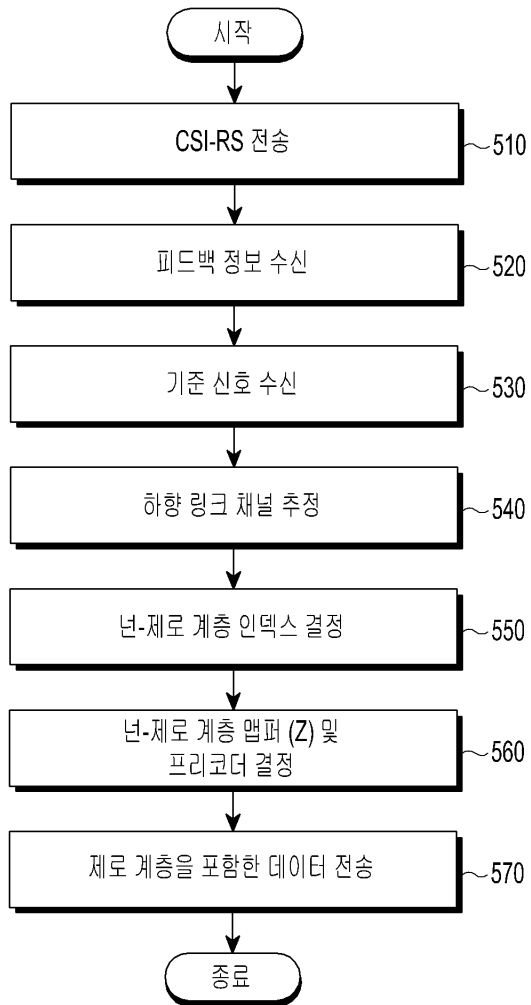 시작
CSI-RS 전송
510
피드백 정보 수신
520
기준 신호 수신
530
하향 링크 채널 추정
540
넌-제로 계층 인덱스 결정
550
넌-제로 계층 맵퍼 (Z) 및
프리코더 결정
560
제로 계층을 포함한 데이터 전송
570
종료